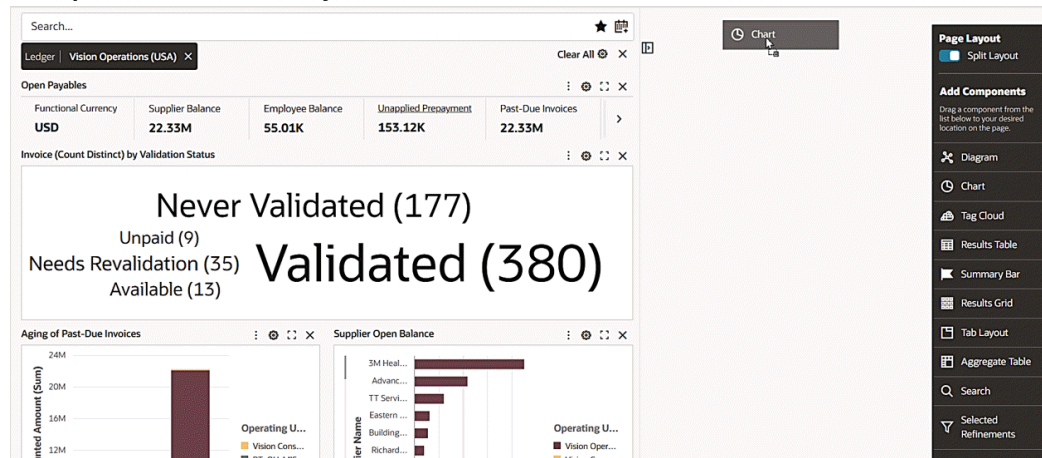 Search...
Ledger | Vision Operations (USA) ×
Clear All
Open Payables
Functional Currency
USD
Supplier Balance
22.33M
Employee Balance
55.01K
Unapplied Prepayment
153.12K
Past-Due Invoices
22.33M
Invoice (Count Distinct) by Validation Status
Never Validated (177)
Unpaid (9)
Needs Revalidation (35)
Validated (380)
Available (13)
Aging of Past-Due Invoices
24M
20M
16M
12M
(Sum)
Operating U...
Vision Cons...
Supplier Open Balance
3M Heal...
Advanc...
TT Servi...
Eastern ...
Building...
Richard...
Name
Operating U...
Vision Oper...
Chart
Page Layout
Split Layout
Add Components
Drag a component from the
list below to your desired
location on the page.
Diagram
Chart
Tag Cloud
Results Table
Summary Bar
Results Grid
Tab Layout
Aggregate Table
Search
Selected
Refinements